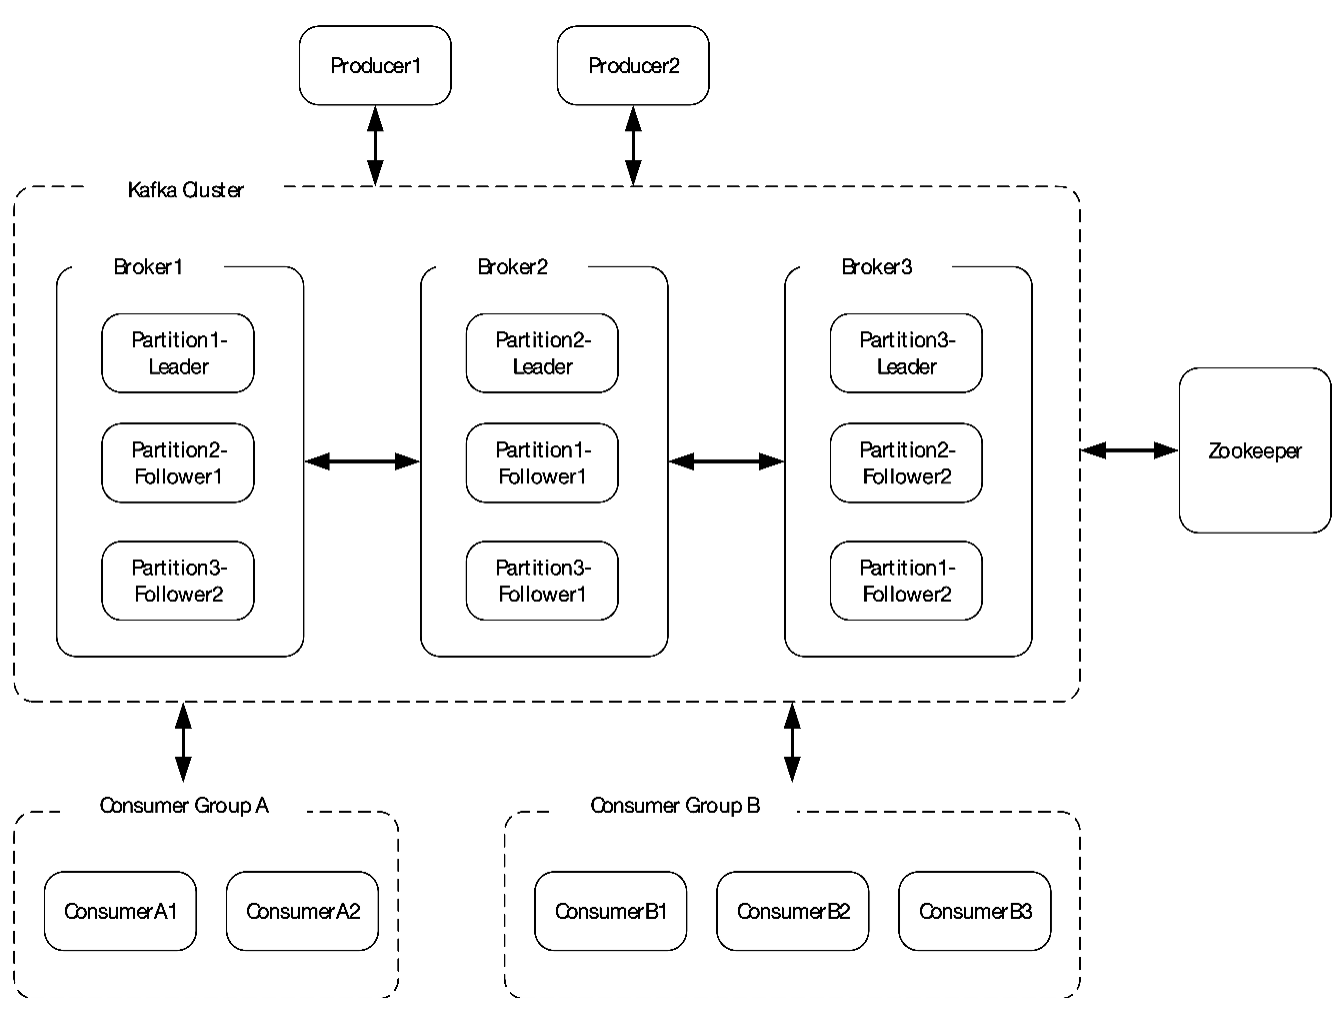 Producer1
Producer2
Kafka Cluster
Broker1
Broker2
Broker3
Partition1-
Leader
Partition2-
Leader
Partition3-
Leader
Partition2-
Follower1
Partition1-
Follower1
Partition2-
Follower2
Zookeeper
Partition3-
Follower2
Partition3-
Follower1
Partition1-
Follower2
Consumer Group A
Consumer Group B
ConsumerA1
ConsumerA2
ConsumerB1
ConsumerB2
ConsumerB3